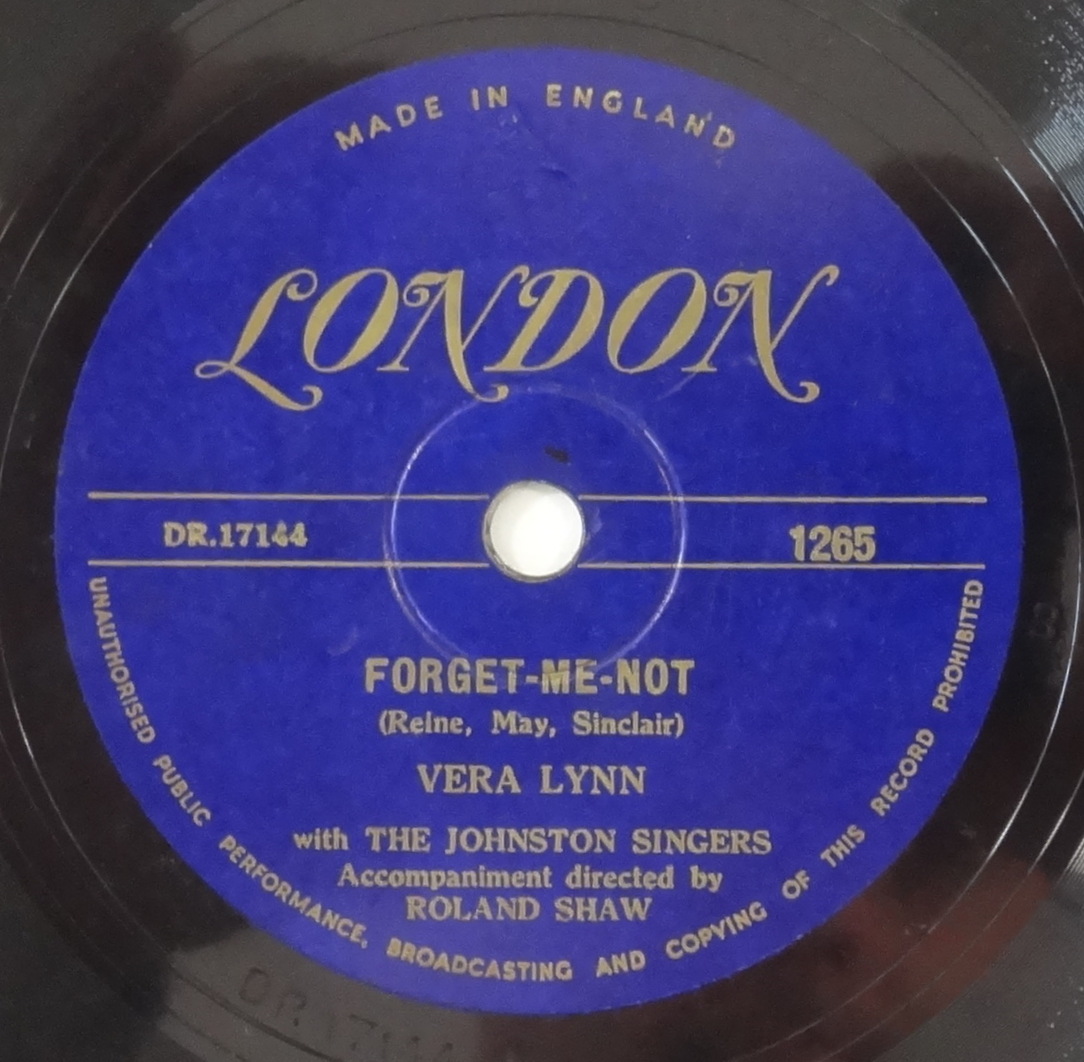 MADE IN ENGLAND
LONDON
DR.17144
1265
FORGET-ME-NOT
(Reine, May, Sinclair)
VERA LYNN
with THE JOHNSTON SINGERS
Accompaniment directed by
ROLAND SHAW
UNAUTHORISED PUBLIC PERFORMANCE, BROADCASTING AND COPYING OF THIS RECORD PROHIBITED